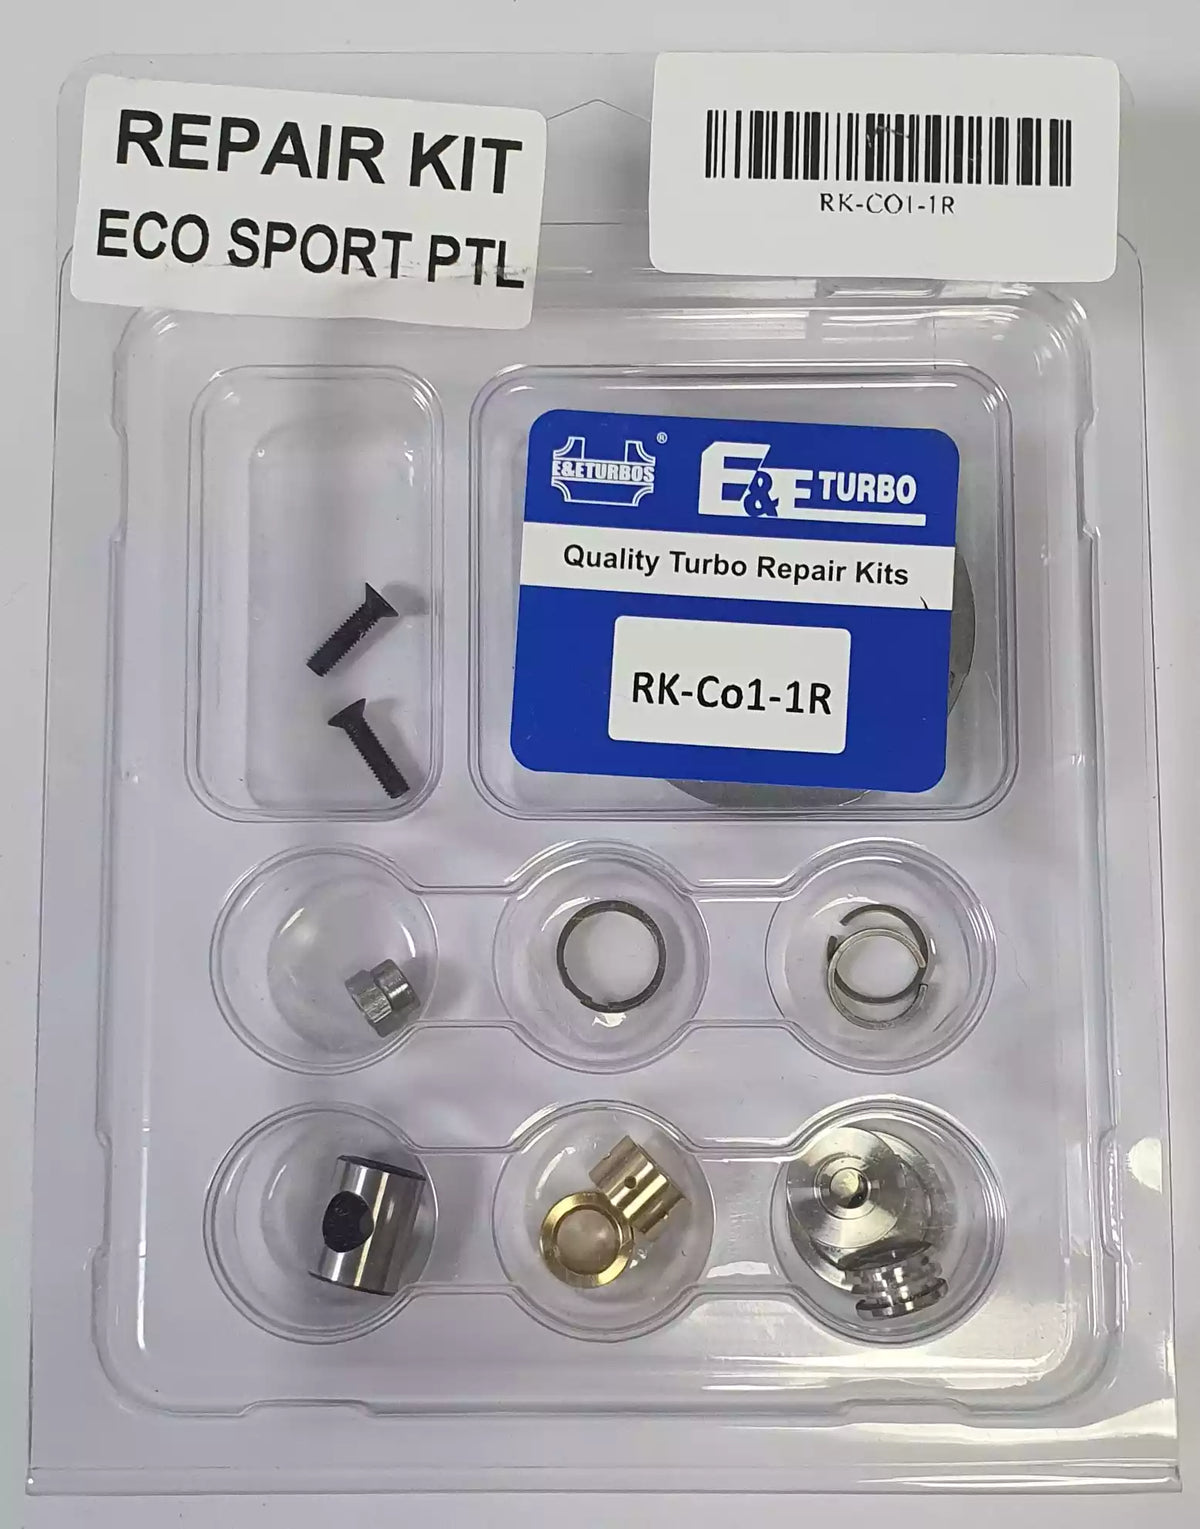 REPAIR KIT
ECO SPORT PTL
RK-CO1-1R
E&ETURBOS
®
E&E TURBO
Quality Turbo Repair Kits
RK-Co1-1R